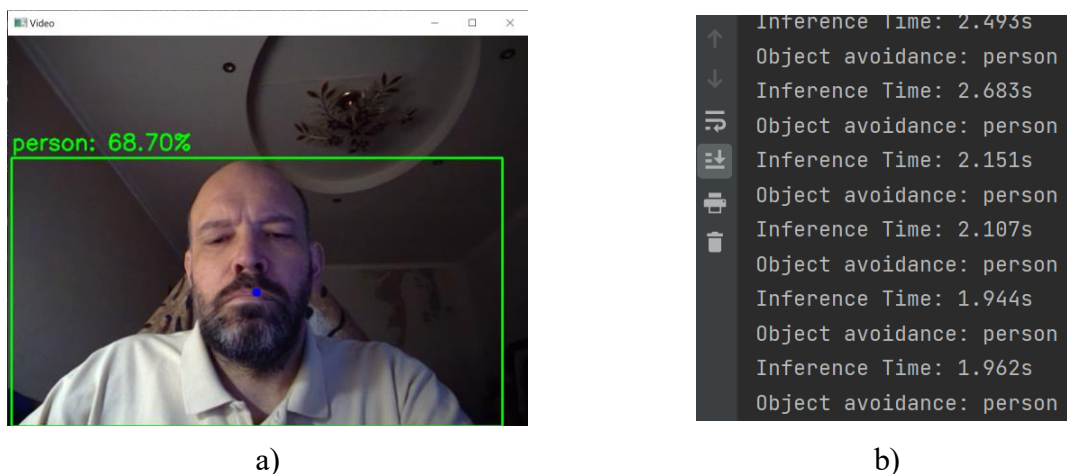 Video
person: 68.70%
Inference Time: 2.493s
Object avoidance: person
Inference Time: 2.683s
Object avoidance: person
Inference Time: 2.151s
Object avoidance: person
Inference Time: 2.107s
Object avoidance: person
Inference Time: 1.944s
Object avoidance: person
Inference Time: 1.962s
Object avoidance: person
a)
b)